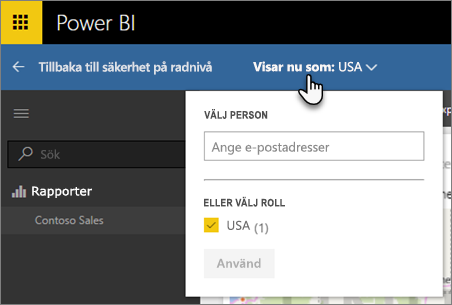 Power BI
Tillbaka till säkerhet på radnivå
Visar nu som: USA
VÄLJ PERSON
Ange e-postadresser
Sök
ELLER VÄLJ ROLL
Rapporter
USA (1)
Contoso Sales
Använd